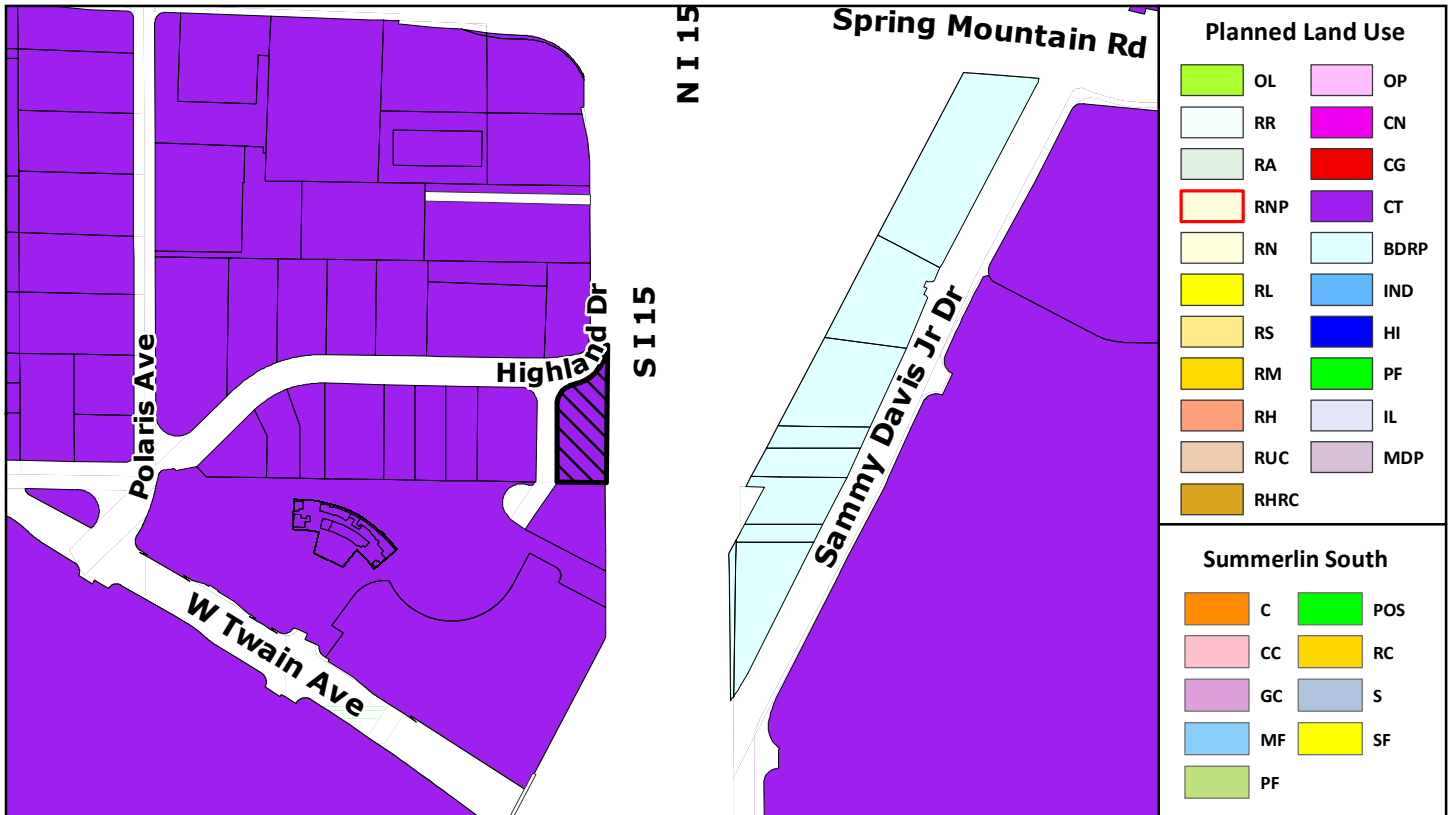 N I 15
Spring Mountain Rd
S I 15
Highland Dr
Polaris Ave
Sammy Davis Jr Dr
W Twain Ave
Planned Land Use
OL
OP
RR
CN
RA
CG
RNP
CT
RN
BDRP
RL
IND
RS
HI
RM
PF
RH
IL
RUC
MDP
RHRC
Summerlin South
C
POS
CC
RC
GC
S
MF
SF
PF